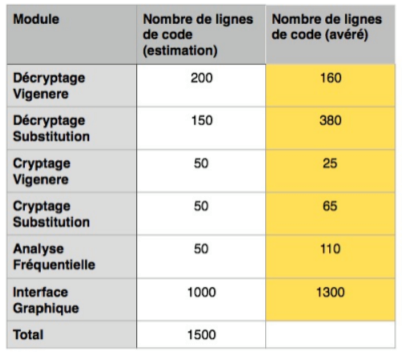 Module
Nombre de lignes
de code
(estimation)
Nombre de lignes
de code (avéré)
Décryptage
Vigenere
200
160
Décryptage
Substitution
150
380
Cryptage
Vigenere
50
25
Cryptage
Substitution
50
65
Analyse
Fréquentielle
50
110
Interface
Graphique
1000
1300
Total
1500